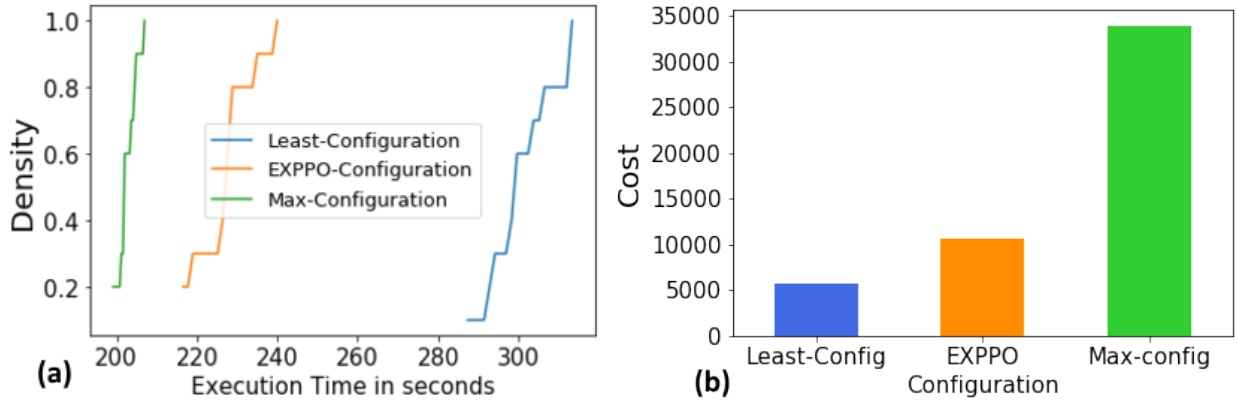 1.0
0.8
0.6
0.4
0.2
Density
Least-Configuration
EXPPO-Configuration
Max-Configuration
200 220 240 260 280 300
(a)
Execution Time in seconds
35000
30000
25000
20000
15000
10000
5000
0
Cost
Least-Config EXPPO Max-config
(b)
Configuration